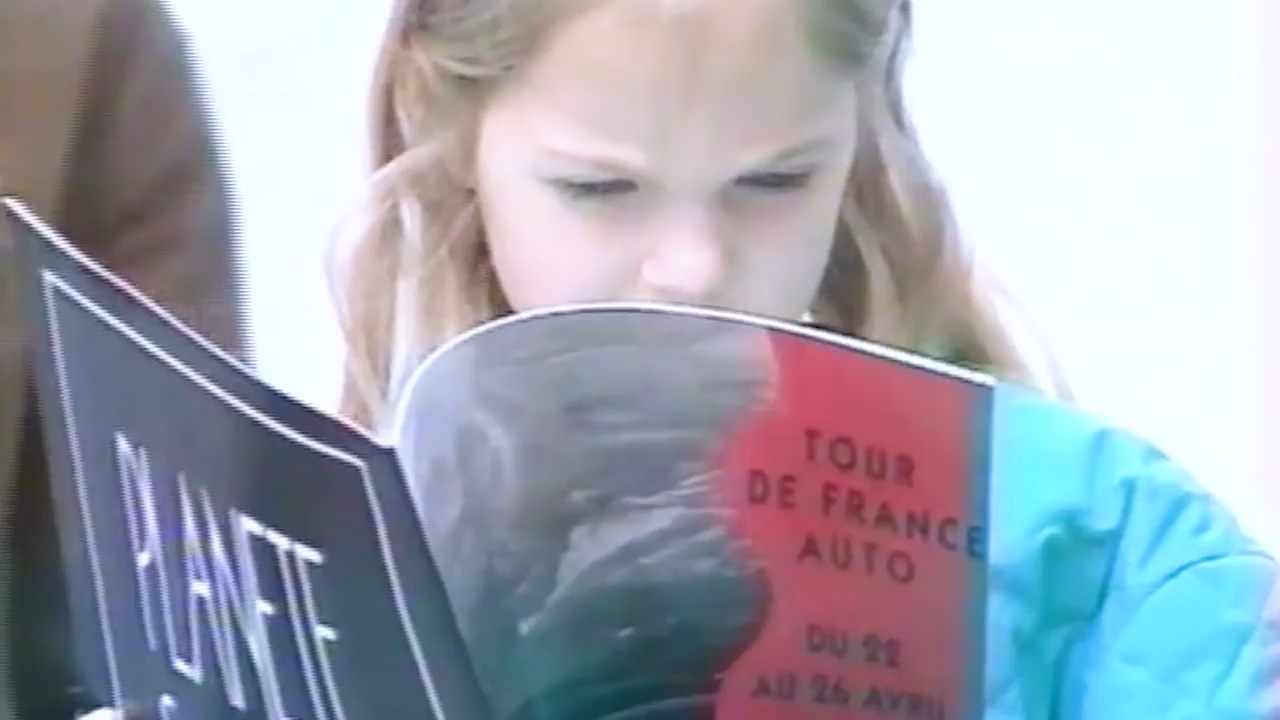 PLANETE
TOUR
DE FRANCE
AUTO
DU 22
AU 26 AVRIL